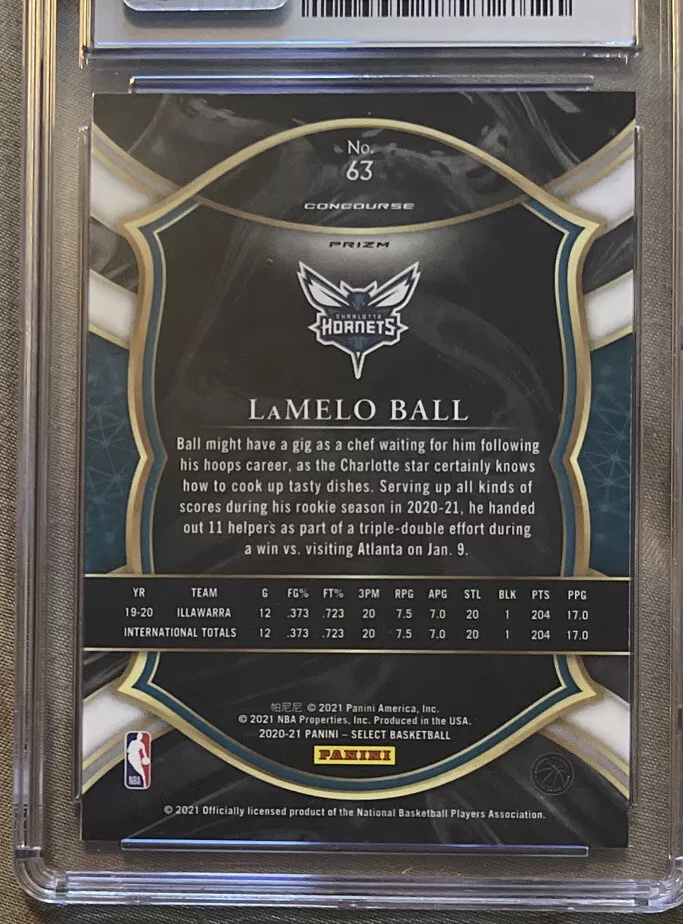 No.
63
CONCOURSE
PRIZM
CHARLOTTE
HORNETS
LaMELO BALL
Ball might have a gig as a chef waiting for him following
his hoops career, as the Charlotte star certainly knows
how to cook up tasty dishes. Serving up all kinds of
scores during his rookie season in 2020-21, he handed
out 11 helpers as part of a triple-double effort during
a win vs. visiting Atlanta on Jan. 9.
YR TEAM G FG% FT% 3PM RPG APG STL BLK PTS PPG
19-20 ILLAWARRA 12 .373 .723 20 7.5 7.0 20 1 204 17.0
INTERNATIONAL TOTALS 12 .373 .723 20 7.5 7.0 20 1 204 17.0
帕尼尼 © 2021 Panini America, Inc.
© 2021 NBA Properties, Inc. Produced in the USA.
2020-21 PANINI – SELECT BASKETBALL
PANINI
NBA
© 2021 Officially licensed product of the National Basketball Players Association.